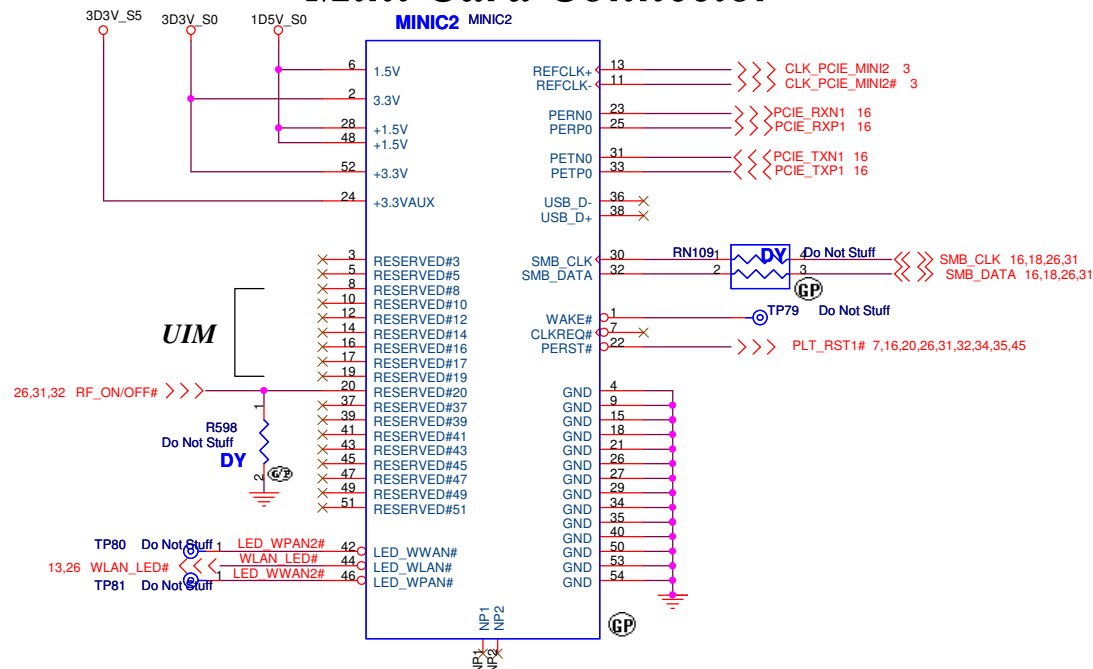 Mini Card Connector
3D3V_S5 3D3V_S0 1D5V_S0
MINIC2 MINIC2
6 1.5V
2 3.3V
28 +1.5V
48 +1.5V
52 +3.3V
24 +3.3VAUX
3 RESERVED#3
5 RESERVED#5
8 RESERVED#8
10 RESERVED#10
12 RESERVED#12
14 RESERVED#14
16 RESERVED#16
17 RESERVED#17
19 RESERVED#19
20 RESERVED#20
37 RESERVED#37
39 RESERVED#39
41 RESERVED#41
43 RESERVED#43
45 RESERVED#45
47 RESERVED#47
49 RESERVED#49
51 RESERVED#51
UIM
26,31,32 RF_ON/OFF#
1
R598
Do Not Stuff
DY
2
G/P
TP80 Do Not Stuff 1 LED_WPAN2# 42 LED_WWAN#
13,26 WLAN_LED# WLAN_LED# 44 LED_WLAN#
TP81 Do Not Stuff 1 LED_WWAN2# 46 LED_WPAN#
REFCLK+ 13 CLK_PCIE_MINI2 3
REFCLK- 11 CLK_PCIE_MINI2# 3
PERN0 23 PCIE_RXN1 16
PERP0 25 PCIE_RXP1 16
PETN0 31 PCIE_TXN1 16
PETP0 33 PCIE_TXP1 16
USB_D- 36
USB_D+ 38
SMB_CLK 30 RN109 1 DY 4 Do Not Stuff SMB_CLK 16,18,26,31
SMB_DATA 32 2 3 SMB_DATA 16,18,26,31
GP
WAKE# 1 TP79 Do Not Stuff
CLKREQ# 7
PERST# 22 PLT_RST1# 7,16,20,26,31,32,34,35,45
GND 4
GND 9
GND 15
GND 18
GND 21
GND 26
GND 27
GND 29
GND 34
GND 35
GND 40
GND 50
GND 53
GND 54
NP1 NP2
GP
NP1 NP2